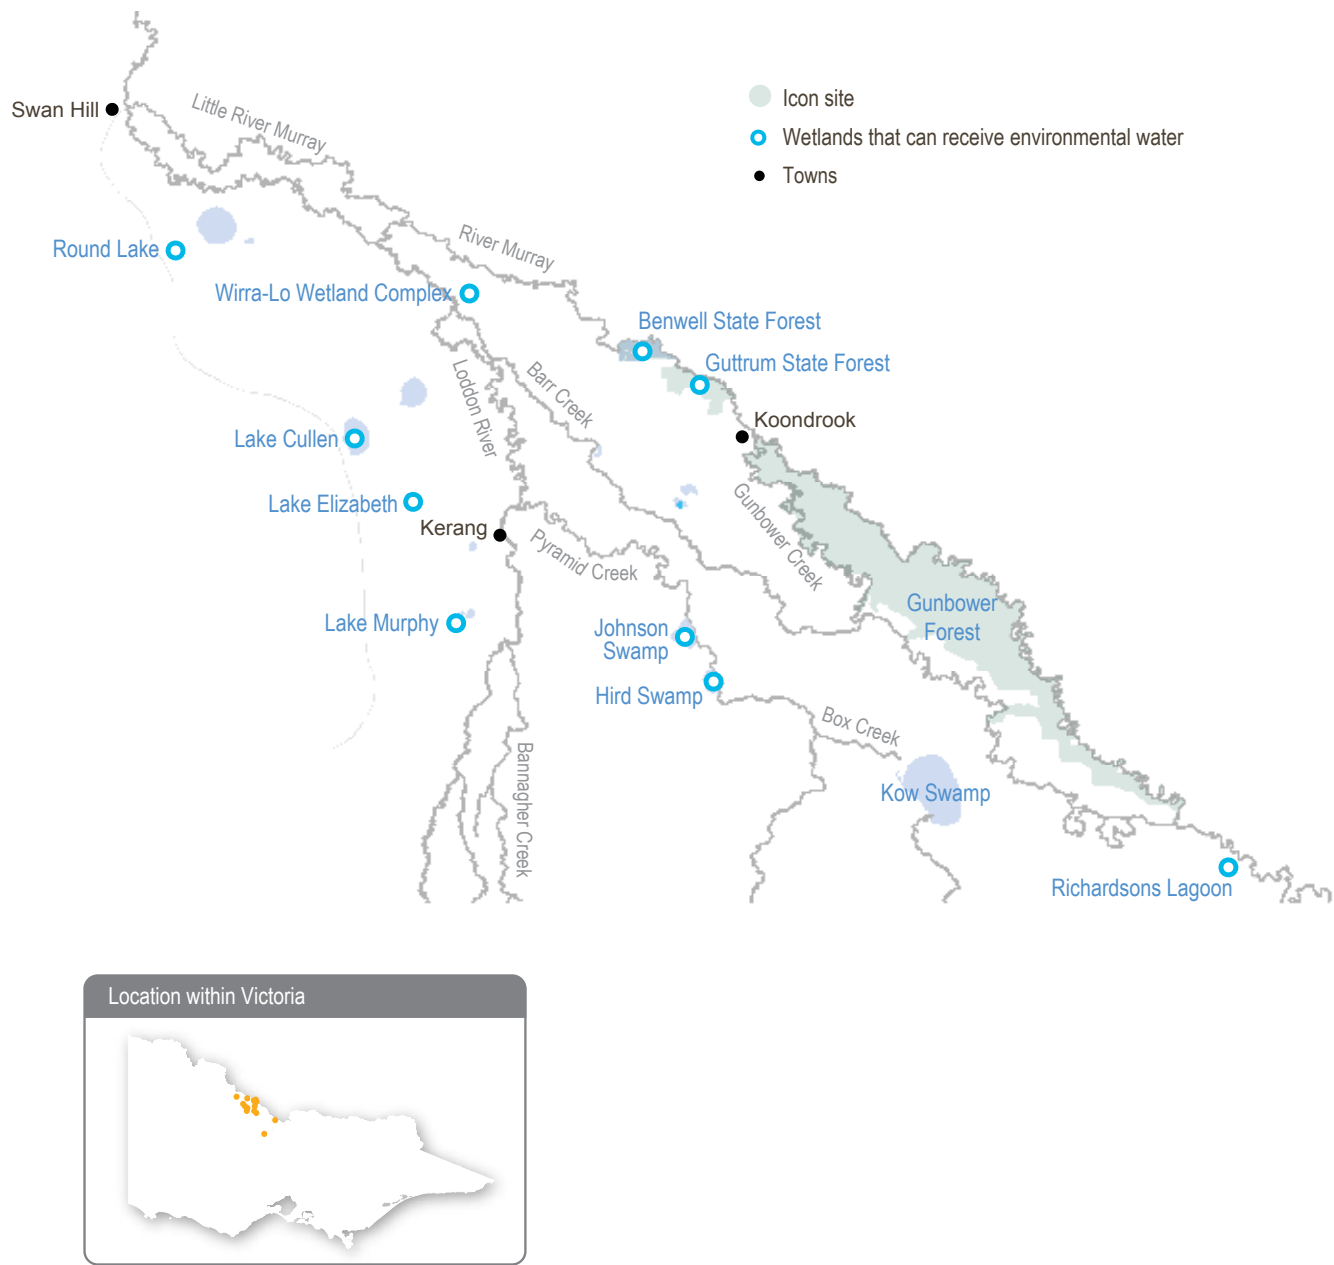 Swan Hill
Little River Murray
Icon site
Wetlands that can receive environmental water
Towns
Round Lake
River Murray
Wirra-Lo Wetland Complex
Benwell State Forest
Guttrum State Forest
Loddon River
Barr Creek
Koondrook
Lake Cullen
Lake Elizabeth
Gunbower Creek
Kerang
Pyramid Creek
Gunbower
Forest
Lake Murphy
Johnson
Swamp
Hird Swamp
Box Creek
Bannagher Creek
Kow Swamp
Richardsons Lagoon
Location within Victoria